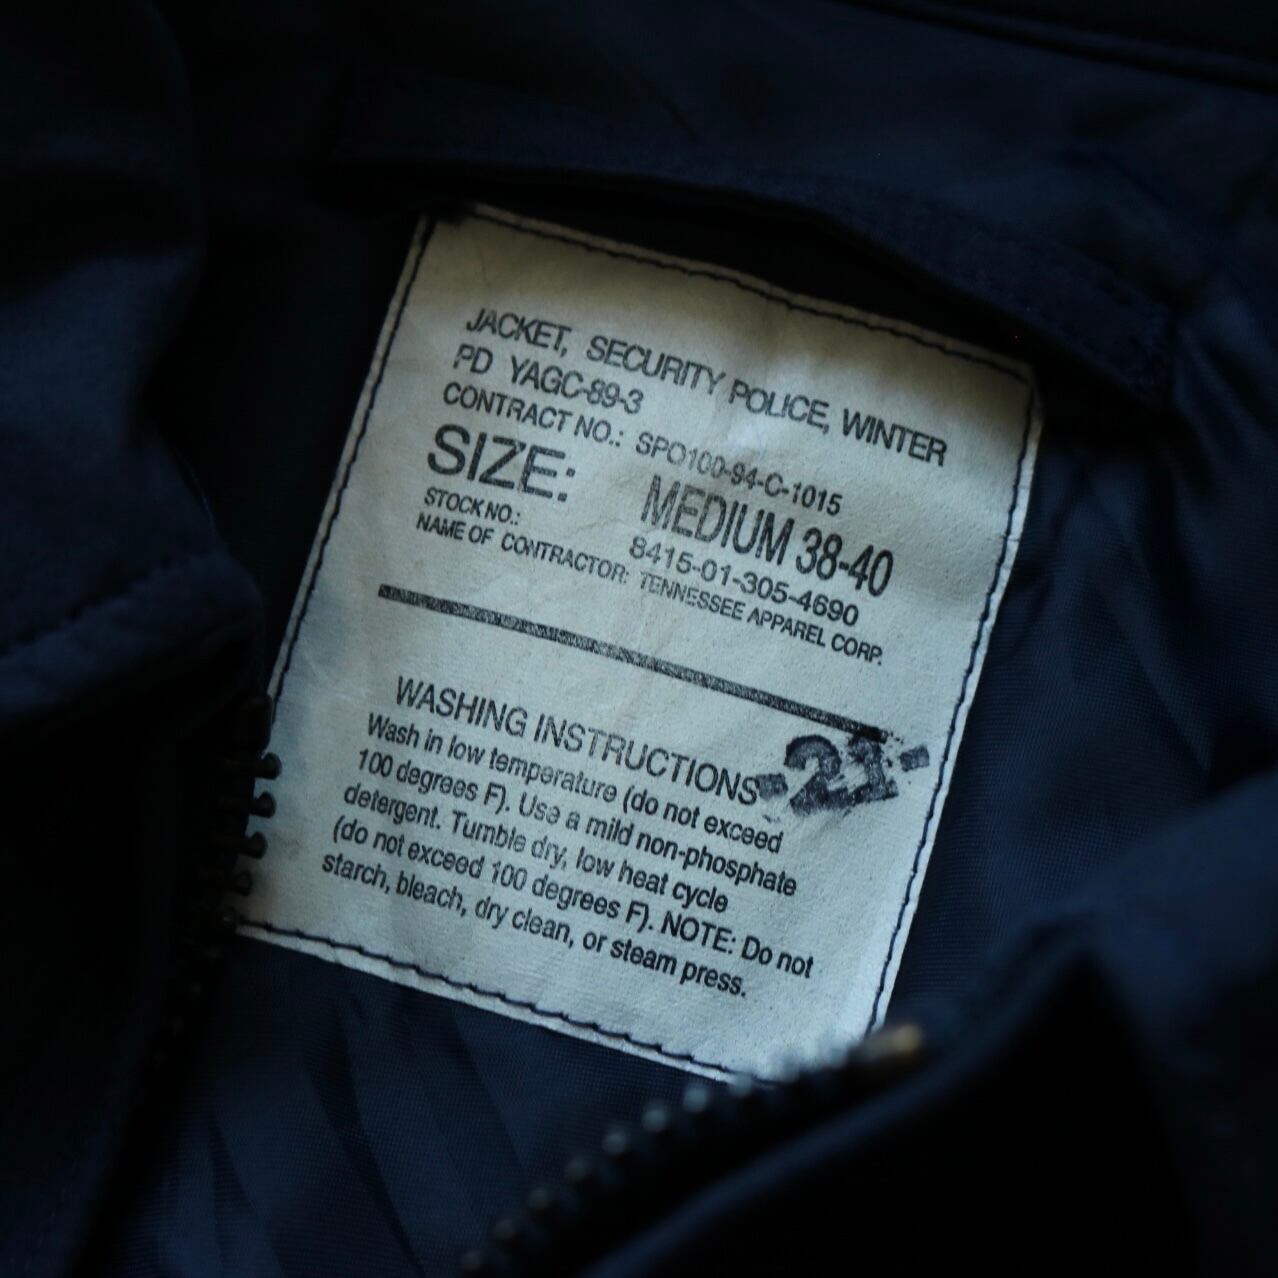 JACKET, SECURITY POLICE, WINTER
PD YAGC-89-3
CONTRACT NO.: SPO100-94-C-1015
SIZE: MEDIUM 38-40
STOCK NO.: 8415-01-305-4690
NAME OF CONTRACTOR: TENNESSEE APPAREL CORP.
WASHING INSTRUCTIONS
-21-
Wash in low temperature (do not exceed
100 degrees F). Use a mild non-phosphate
detergent. Tumble dry, low heat cycle
(do not exceed 100 degrees F). NOTE: Do not
starch, bleach, dry clean, or steam press.